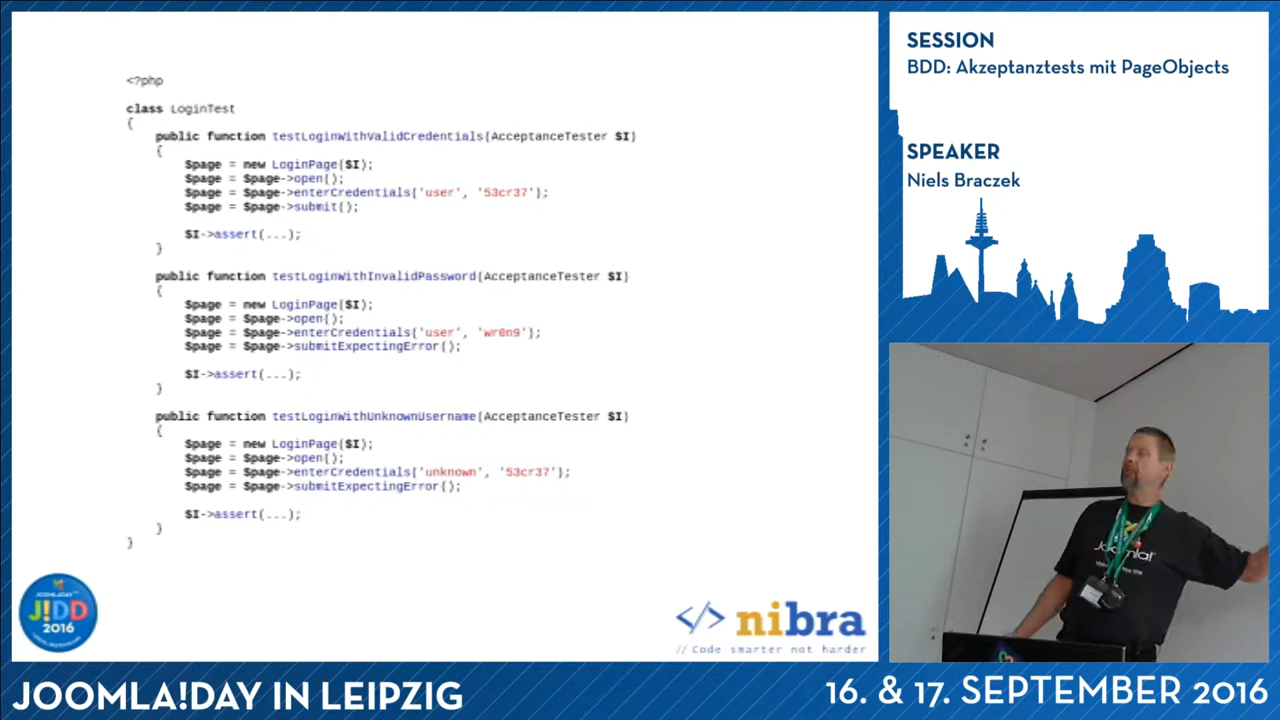 <?php
class LoginTest
{
public function testLoginWithValidCredentials(AcceptanceTester $I)
{
$page = new LoginPage($I);
$page = $page->open();
$page = $page->enterCredentials('user', '53cr37');
$page = $page->submit();
$I->assert(...);
}
public function testLoginWithInvalidPassword(AcceptanceTester $I)
{
$page = new LoginPage($I);
$page = $page->open();
$page = $page->enterCredentials('user', 'wr0n9');
$page = $page->submitExpectingError();
$I->assert(...);
}
public function testLoginWithUnknownUsername(AcceptanceTester $I)
{
$page = new LoginPage($I);
$page = $page->open();
$page = $page->enterCredentials('unknown', '53cr37');
$page = $page->submitExpectingError();
$I->assert(...);
}
}
JOOMLADAY
J!DD
2016
</> nibra
// Code smarter not harder
SESSION
BDD: Akzeptanztests mit PageObjects
SPEAKER
Niels Braczek
Joomla!
JOOMLA!DAY IN LEIPZIG
16. & 17. SEPTEMBER 2016